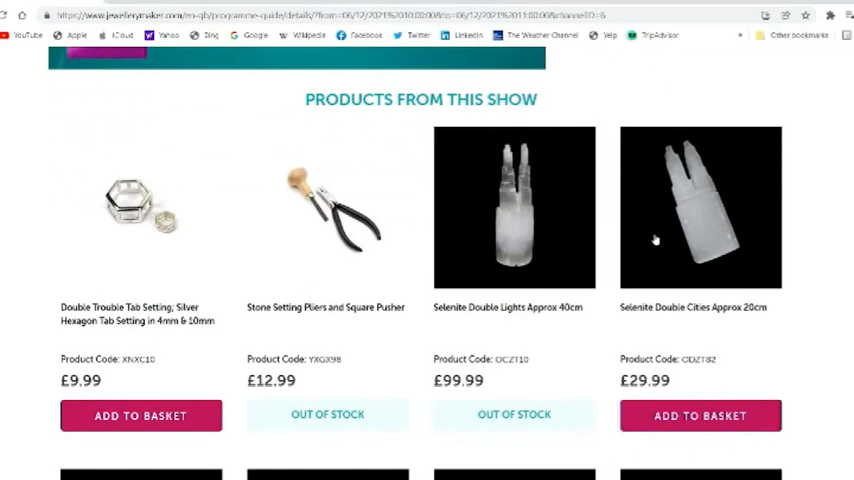 https://www.jewellerymaker.com/en-gb/programme-guide/details/?from=06/12/2021%2010:00:00&to=06/12/2021%2011:00:00&channelID=6
YouTube Apple iCloud Yahoo Bing Google Wikipedia Facebook Twitter LinkedIn The Weather Channel Yelp TripAdvisor » Other bookmarks
PRODUCTS FROM THIS SHOW
Double Trouble Tab Setting; Silver
Hexagon Tab Setting in 4mm & 10mm
Product Code: XNXC10
£9.99
ADD TO BASKET
Stone Setting Pliers and Square Pusher
Product Code: YXGX98
£12.99
OUT OF STOCK
Selenite Double Lights Approx 40cm
Product Code: OCZT10
£99.99
OUT OF STOCK
Selenite Double Cities Approx 20cm
Product Code: ODZT82
£29.99
ADD TO BASKET